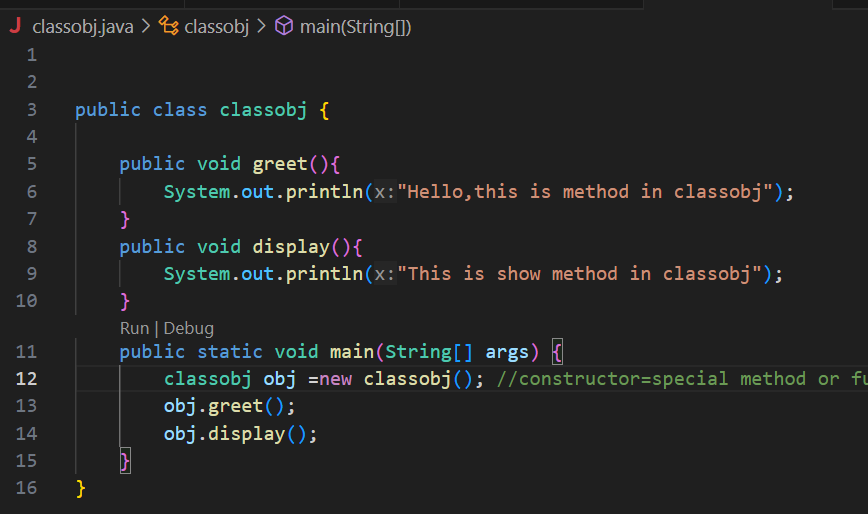 classobj.java > classobj > main(String[])
1
2
3 public class classobj {
4
5 public void greet(){
6 System.out.println(x:"Hello,this is method in classobj");
7 }
8 public void display(){
9 System.out.println(x:"This is show method in classobj");
10 }
Run | Debug
11 public static void main(String[] args) {
12 classobj obj =new classobj(); //constructor=special method or fu
13 obj.greet();
14 obj.display();
15 }
16 }